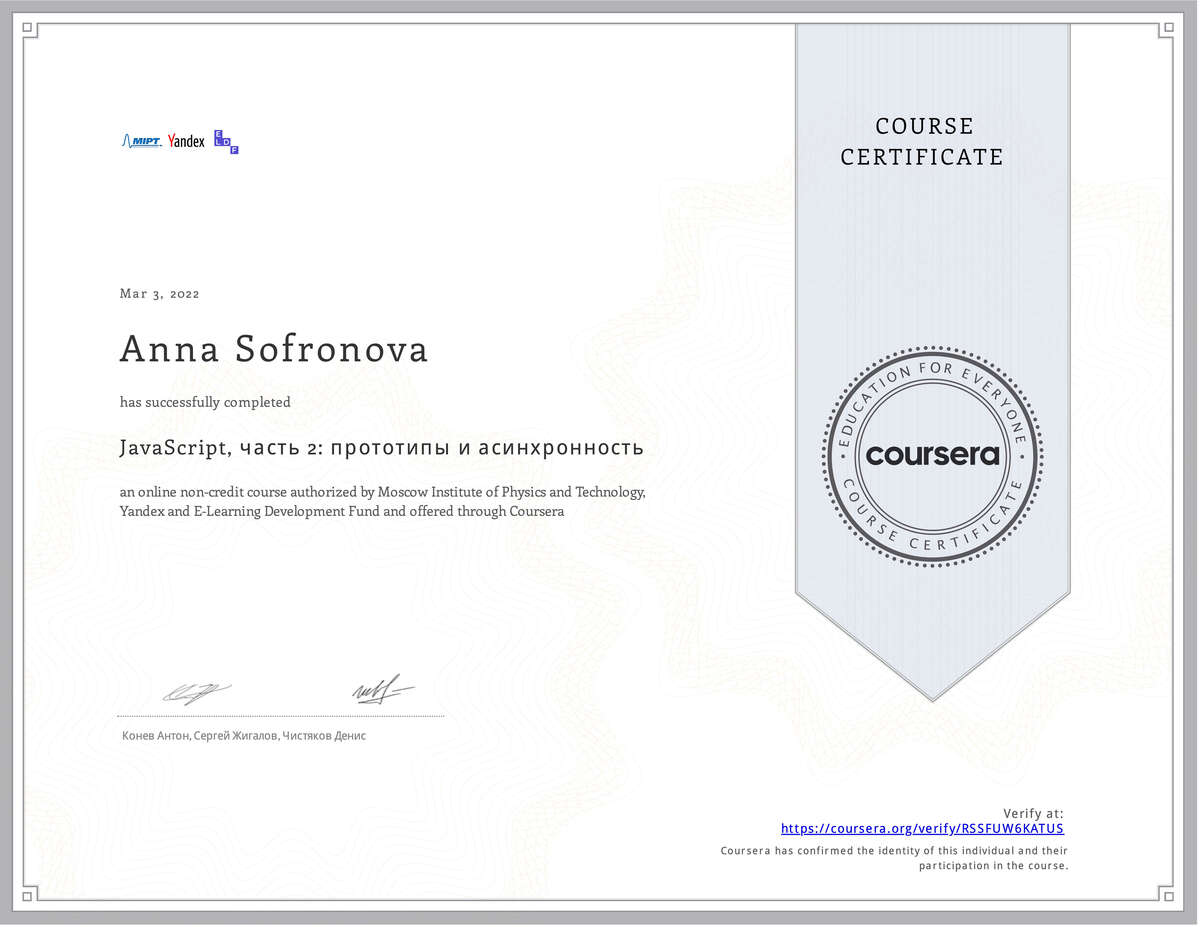 MIPT Yandex ELDF
COURSE
CERTIFICATE
Mar 3, 2022
Anna Sofronova
has successfully completed
JavaScript, часть 2: прототипы и асинхронность
an online non-credit course authorized by Moscow Institute of Physics and Technology,
Yandex and E-Learning Development Fund and offered through Coursera
EDUCATION FOR EVERYONE
coursera
COURSE CERTIFICATE
Конев Антон, Сергей Жигалов, Чистяков Денис
Verify at:
https://coursera.org/verify/RSSFUW6KATUS
Coursera has confirmed the identity of this individual and their
participation in the course.